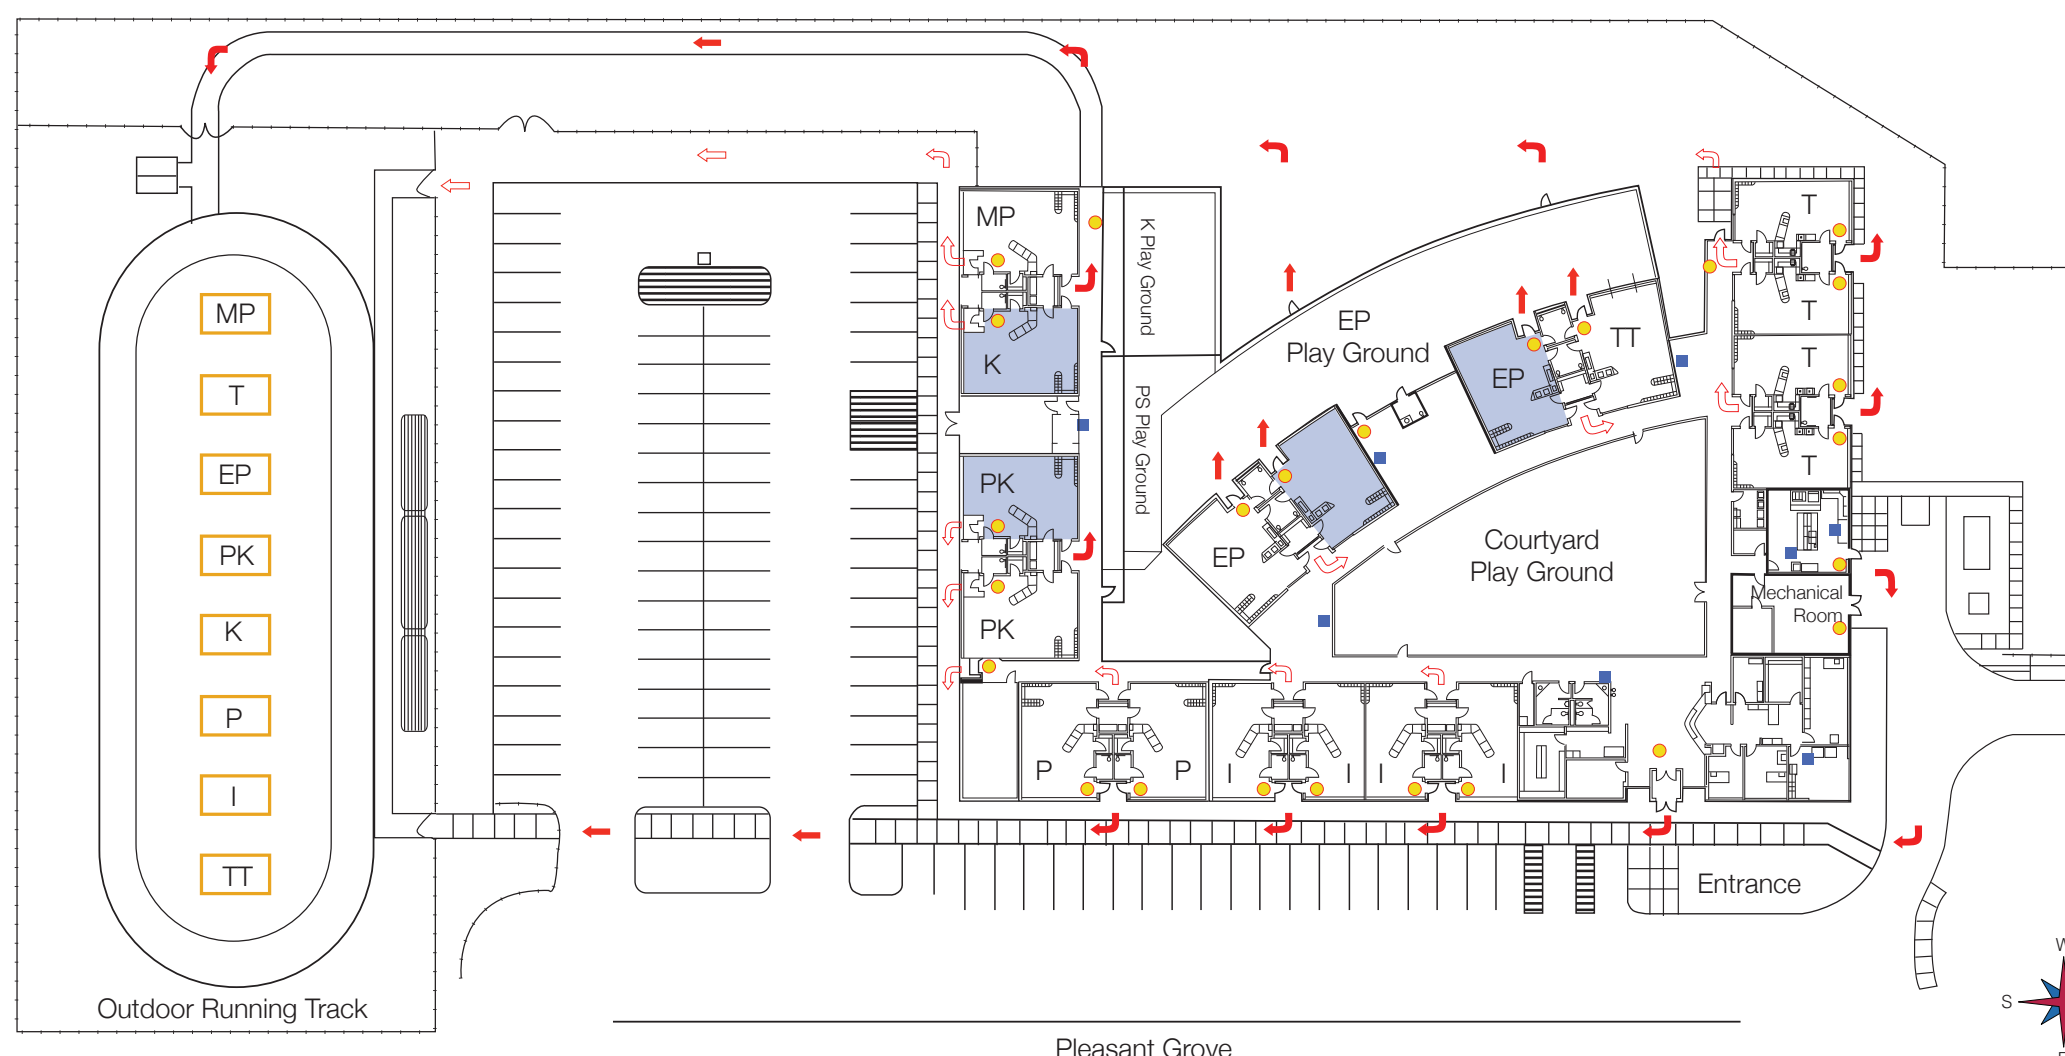 MP
T
EP
PK
K
P
I
TT
Outdoor Running Track
MP
K
PK
PK
K Play Ground
PS Play Ground
EP
Play Ground
EP
TT
EP
Courtyard
Play Ground
T
T
T
T
Mechanical
Room
P
P
I
I
I
I
Entrance
Pleasant Grove
W
S